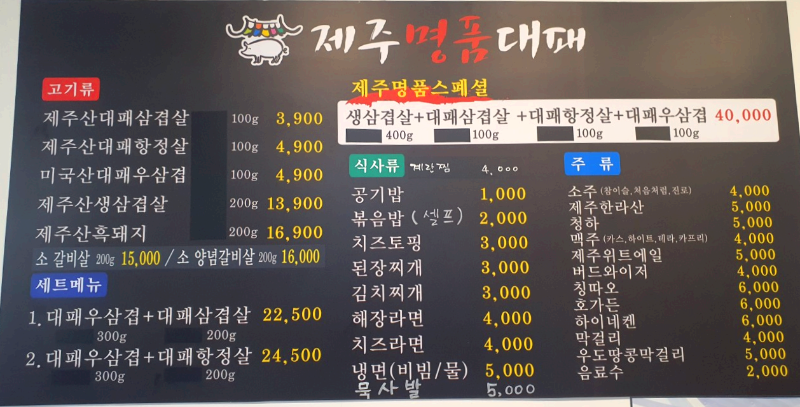 제주명품대패
고기류
제주산대패삼겹살 100g 3,900
제주산대패항정살 100g 4,900
미국산대패우삼겹 100g 4,900
제주산생삼겹살 200g 13,900
제주산흑돼지 200g 16,900
소 갈비살 200g 15,000 / 소 양념갈비살 200g 16,000
세트메뉴
1. 대패우삼겹+대패삼겹살 22,500
300g 200g
2. 대패우삼겹+대패항정살 24,500
300g 200g
제주명품스페셜
생삼겹살+대패삼겹살 +대패항정살+대패우삼겹 40,000
400g 100g 100g 100g
식사류 계란찜 4,000
공기밥 1,000
볶음밥 (셀프) 2,000
치즈토핑 3,000
된장찌개 3,000
김치찌개 3,000
해장라면 4,000
치즈라면 4,000
냉면(비빔/물) 5,000
묵사발 5,000
주 류
소주 (참이슬,처음처럼,진로) 4,000
제주한라산 5,000
청하 5,000
맥주 (카스,하이트,테라,카프리) 4,000
제주위트에일 5,000
버드와이저 4,000
칭따오 6,000
호가든 6,000
하이네켄 6,000
막걸리 4,000
우도땅콩막걸리 5,000
음료수 2,000